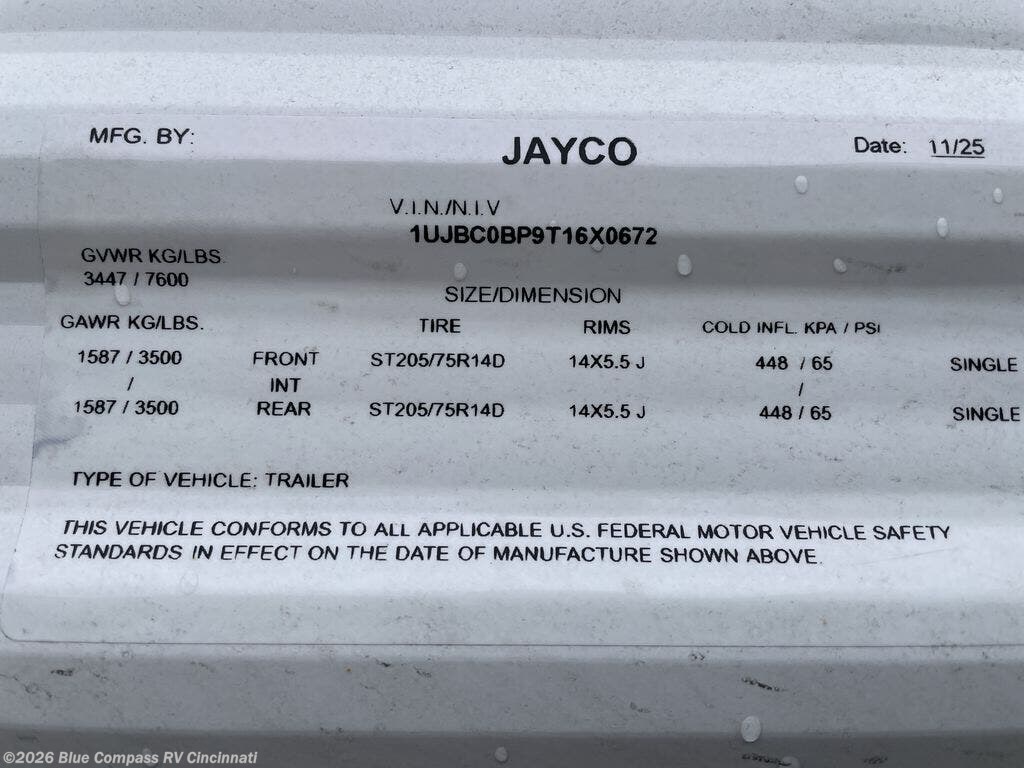 MFG. BY: JAYCO Date: 11/25
V.I.N./N.I.V
1UJBC0BP9T16X0672
GVWR KG/LBS.
3447 / 7600
SIZE/DIMENSION
GAWR KG/LBS. TIRE RIMS COLD INFL. KPA / PSI
1587 / 3500 FRONT ST205/75R14D 14X5.5 J 448 / 65 SINGLE
/ INT /
1587 / 3500 REAR ST205/75R14D 14X5.5 J 448 / 65 SINGLE
TYPE OF VEHICLE: TRAILER
THIS VEHICLE CONFORMS TO ALL APPLICABLE U.S. FEDERAL MOTOR VEHICLE SAFETY
STANDARDS IN EFFECT ON THE DATE OF MANUFACTURE SHOWN ABOVE.
©2026 Blue Compass RV Cincinnati